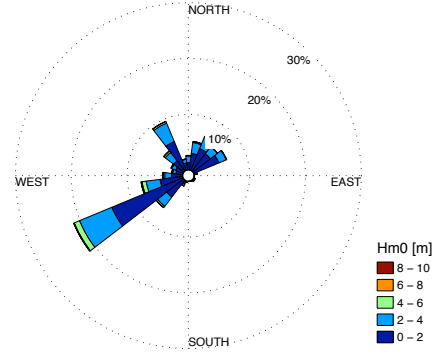 NORTH
30%
20%
10%
WEST
EAST
SOUTH
Hm0 [m]
8 – 10
6 – 8
4 – 6
2 – 4
0 – 2